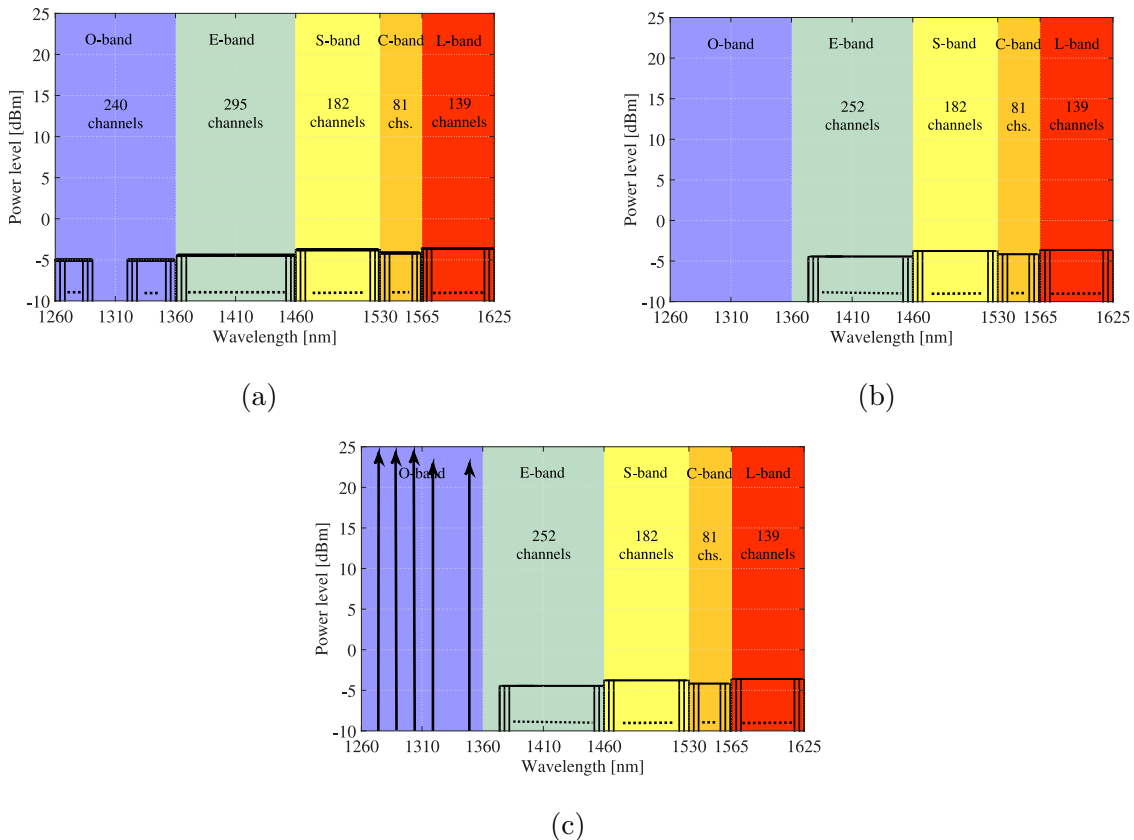 25
20
15
10
5
0
-5
-10
Power level [dBm]
O-band
E-band
S-band
C-band
L-band
240
channels
295
channels
182
channels
81
chs.
139
channels
1260
1310
1360
1410
1460
1530
1565
1625
Wavelength [nm]
(a)
25
20
15
10
5
0
-5
-10
Power level [dBm]
O-band
E-band
S-band
C-band
L-band
252
channels
182
channels
81
chs.
139
channels
1260
1310
1360
1410
1460
1530
1565
1625
Wavelength [nm]
(b)
25
20
15
10
5
0
-5
-10
Power level [dBm]
O-band
E-band
S-band
C-band
L-band
252
channels
182
channels
81
chs.
139
channels
1260
1310
1360
1410
1460
1530
1565
1625
Wavelength [nm]
(c)